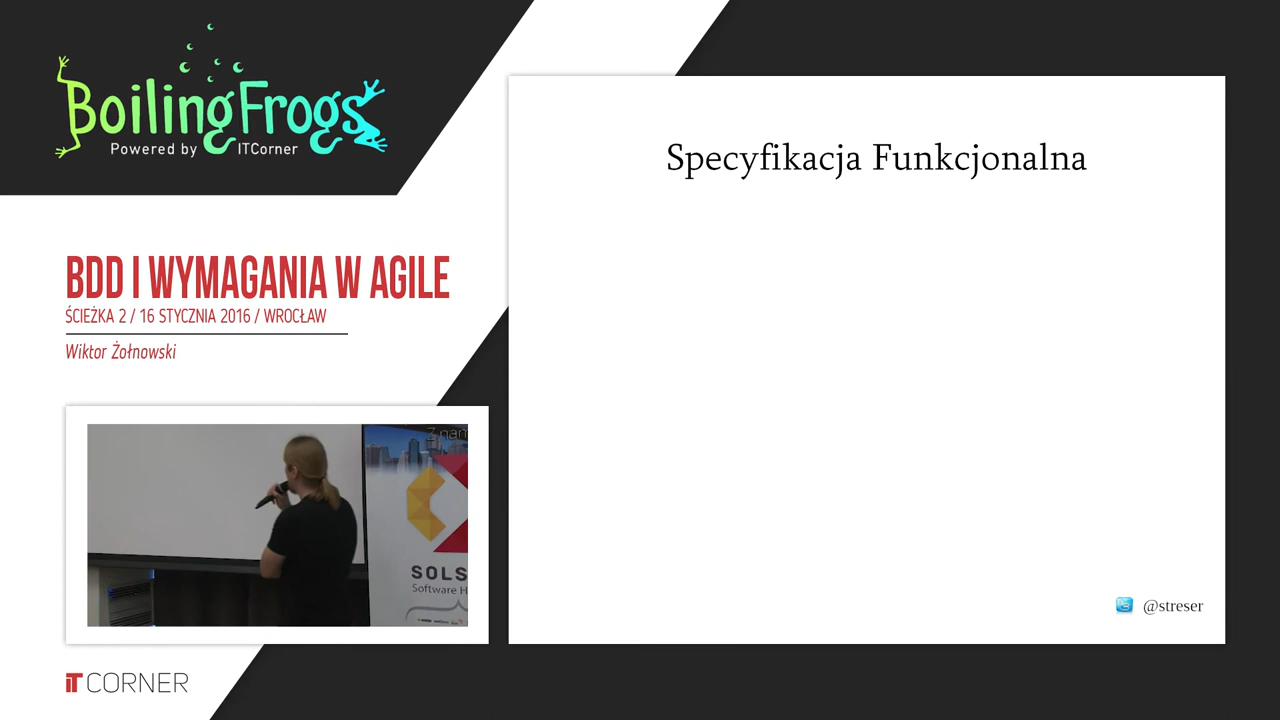 BoilingFrogs
Powered by ITCorner
BDD I WYMAGANIA W AGILE
ŚCIEŻKA 2 / 16 STYCZNIA 2016 / WROCŁAW
Wiktor Żołnowski
Z nam
SOLS
Software H
iT CORNER
Specyfikacja Funkcjonalna
@streser